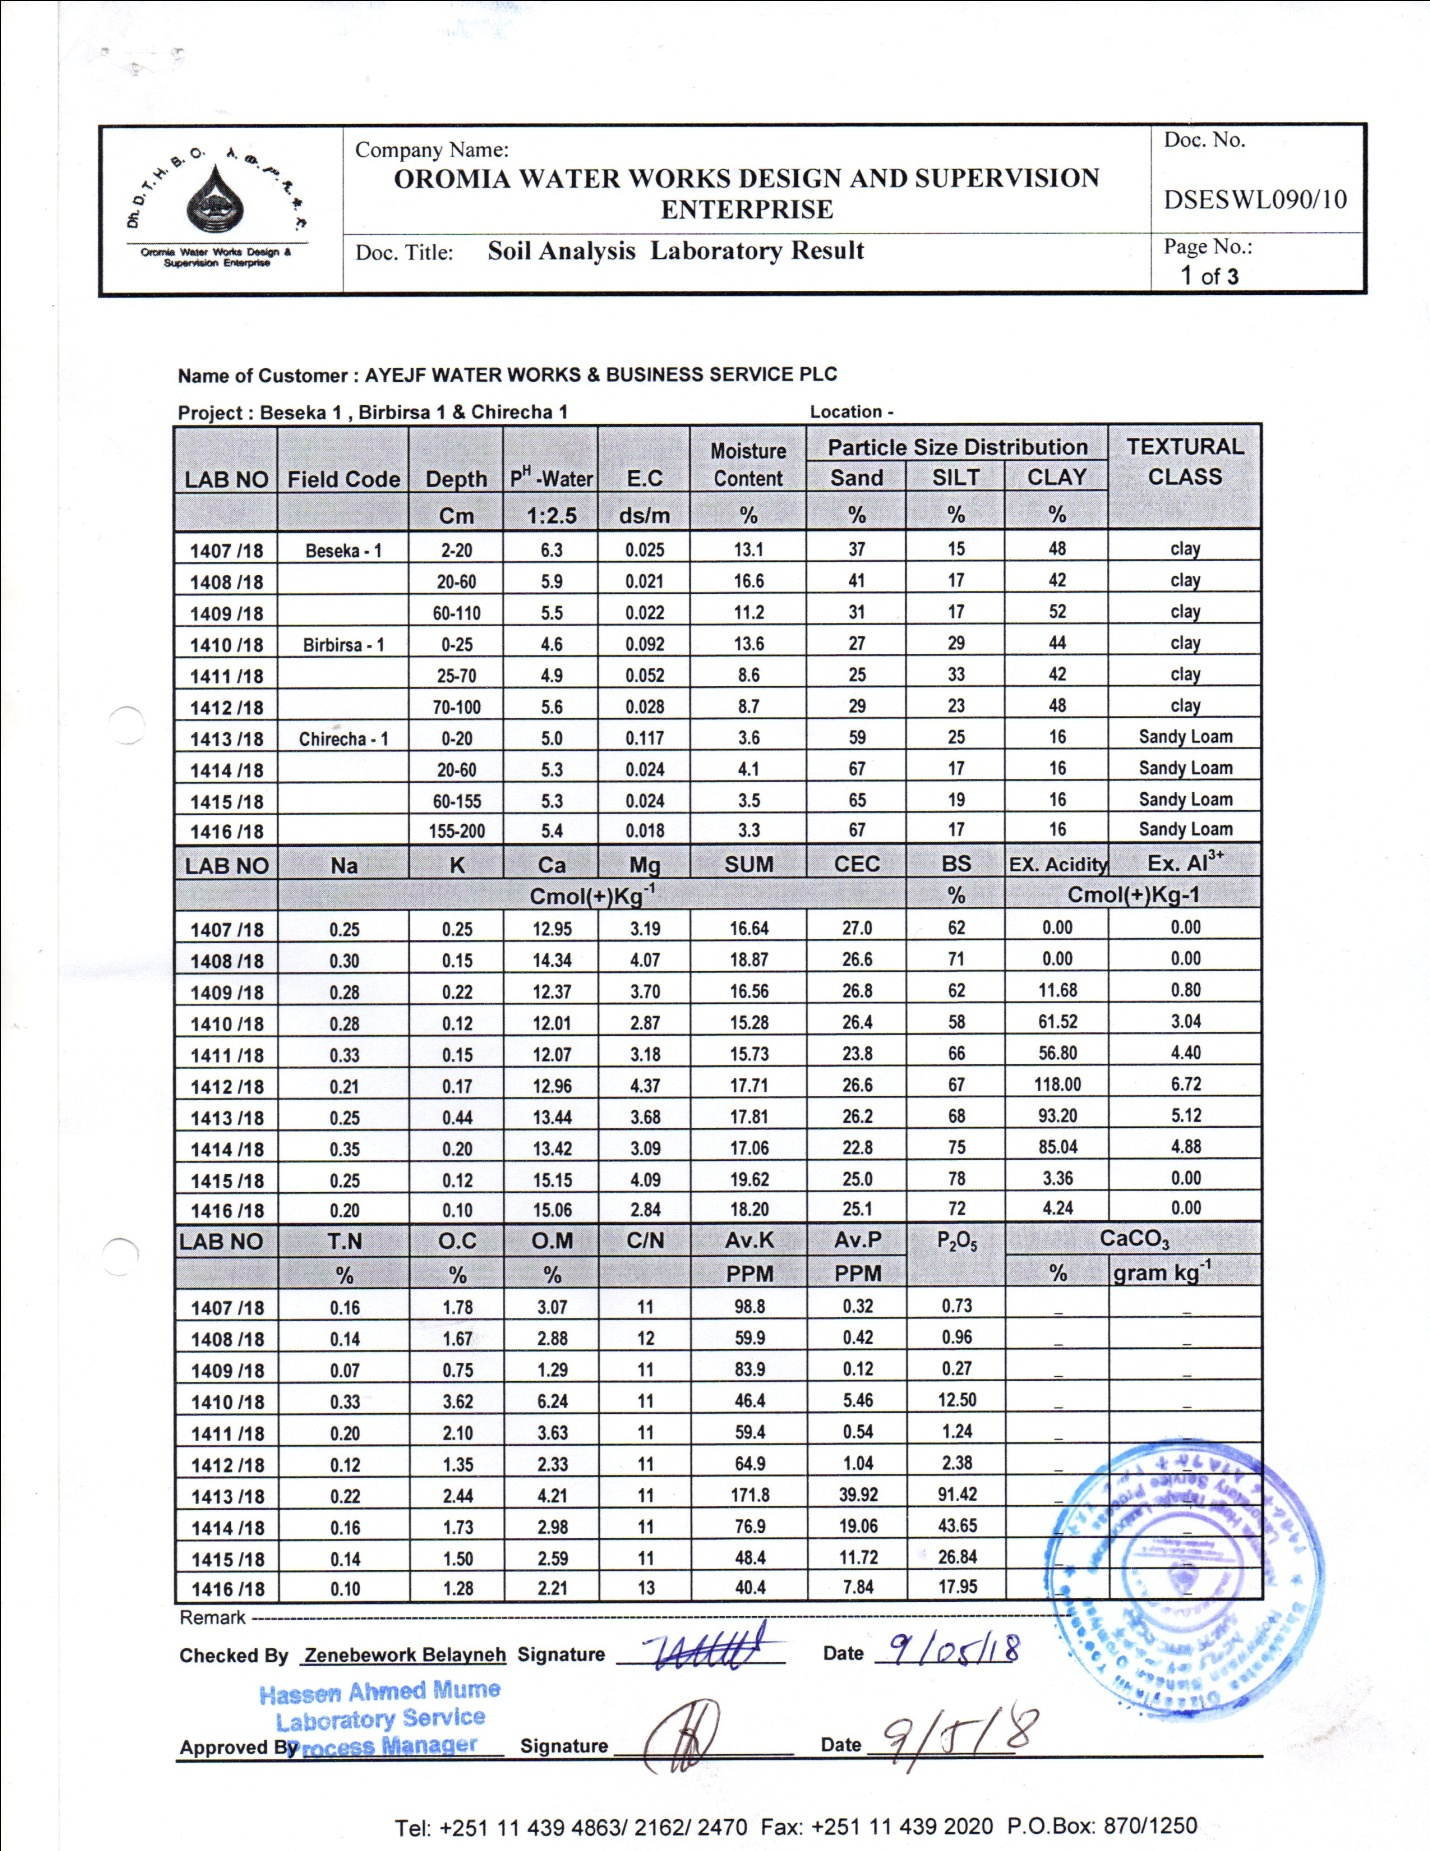 Dh. D. T. H. B. O.
Oromia Water Works Design &
Supervision Enterprise
Company Name:
OROMIA WATER WORKS DESIGN AND SUPERVISION
ENTERPRISE
Doc. No.
DSESWL090/10
Doc. Title: Soil Analysis Laboratory Result
Page No.:
1 of 3
Name of Customer : AYEJF WATER WORKS & BUSINESS SERVICE PLC
Project : Beseka 1 , Birbirsa 1 & Chirecha 1 Location -
LAB NO Field Code Depth P^H -Water E.C Moisture Content Particle Size Distribution TEXTURAL CLASS
Sand SILT CLAY
Cm 1:2.5 ds/m % % % %
1407 /18 Beseka - 1 2-20 6.3 0.025 13.1 37 15 48 clay
1408 /18 20-60 5.9 0.021 16.6 41 17 42 clay
1409 /18 60-110 5.5 0.022 11.2 31 17 52 clay
1410 /18 Birbirsa - 1 0-25 4.6 0.092 13.6 27 29 44 clay
1411 /18 25-70 4.9 0.052 8.6 25 33 42 clay
1412 /18 70-100 5.6 0.028 8.7 29 23 48 clay
1413 /18 Chirecha - 1 0-20 5.0 0.117 3.6 59 25 16 Sandy Loam
1414 /18 20-60 5.3 0.024 4.1 67 17 16 Sandy Loam
1415 /18 60-155 5.3 0.024 3.5 65 19 16 Sandy Loam
1416 /18 155-200 5.4 0.018 3.3 67 17 16 Sandy Loam
LAB NO Na K Ca Mg SUM CEC BS EX. Acidity Ex. Al³⁺
Cmol(+)Kg⁻¹ % Cmol(+)Kg-1
1407 /18 0.25 0.25 12.95 3.19 16.64 27.0 62 0.00 0.00
1408 /18 0.30 0.15 14.34 4.07 18.87 26.6 71 0.00 0.00
1409 /18 0.28 0.22 12.37 3.70 16.56 26.8 62 11.68 0.80
1410 /18 0.28 0.12 12.01 2.87 15.28 26.4 58 61.52 3.04
1411 /18 0.33 0.15 12.07 3.18 15.73 23.8 66 56.80 4.40
1412 /18 0.21 0.17 12.96 4.37 17.71 26.6 67 118.00 6.72
1413 /18 0.25 0.44 13.44 3.68 17.81 26.2 68 93.20 5.12
1414 /18 0.35 0.20 13.42 3.09 17.06 22.8 75 85.04 4.88
1415 /18 0.25 0.12 15.15 4.09 19.62 25.0 78 3.36 0.00
1416 /18 0.20 0.10 15.06 2.84 18.20 25.1 72 4.24 0.00
LAB NO T.N O.C O.M C/N Av.K Av.P P₂O₅ CaCO₃
% % % PPM PPM % gram kg⁻¹
1407 /18 0.16 1.78 3.07 11 98.8 0.32 0.73 _ _
1408 /18 0.14 1.67 2.88 12 59.9 0.42 0.96 _ _
1409 /18 0.07 0.75 1.29 11 83.9 0.12 0.27 _ _
1410 /18 0.33 3.62 6.24 11 46.4 5.46 12.50 _ _
1411 /18 0.20 2.10 3.63 11 59.4 0.54 1.24 _ _
1412 /18 0.12 1.35 2.33 11 64.9 1.04 2.38 _ _
1413 /18 0.22 2.44 4.21 11 171.8 39.92 91.42 _ _
1414 /18 0.16 1.73 2.98 11 76.9 19.06 43.65 _ _
1415 /18 0.14 1.50 2.59 11 48.4 11.72 26.84 _ _
1416 /18 0.10 1.28 2.21 13 40.4 7.84 17.95 _ _
Remark
Checked By Zenebework Belayneh Signature Date 9/05/18
Hassen Ahmed Mume
Laboratory Service
Process Manager
Approved By Signature Date 9/5/8
Tel: +251 11 439 4863/ 2162/ 2470 Fax: +251 11 439 2020 P.O.Box: 870/1250